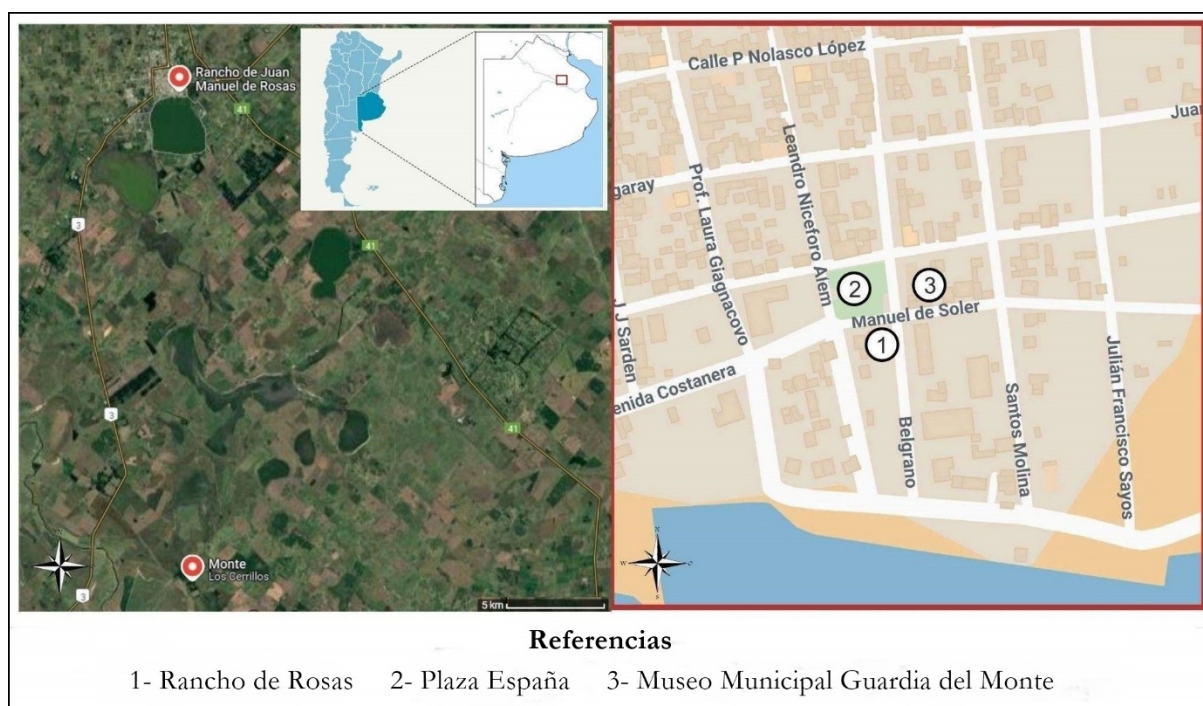 Rancho de Juan
Manuel de Rosas
41
3
41
3
41
Monte
Los Cerrillos
3
5 km
Calle P Nolasco López
Juan
Leandro Niceforo Alem
garay
Prof. Laura Giagnacovo
2
3
Manuel de Soler
1
J J Sarden
enida Costanera
Belgrano
Santos Molina
Julián Francisco Sayos
Referencias
1- Rancho de Rosas 2- Plaza España 3- Museo Municipal Guardia del Monte